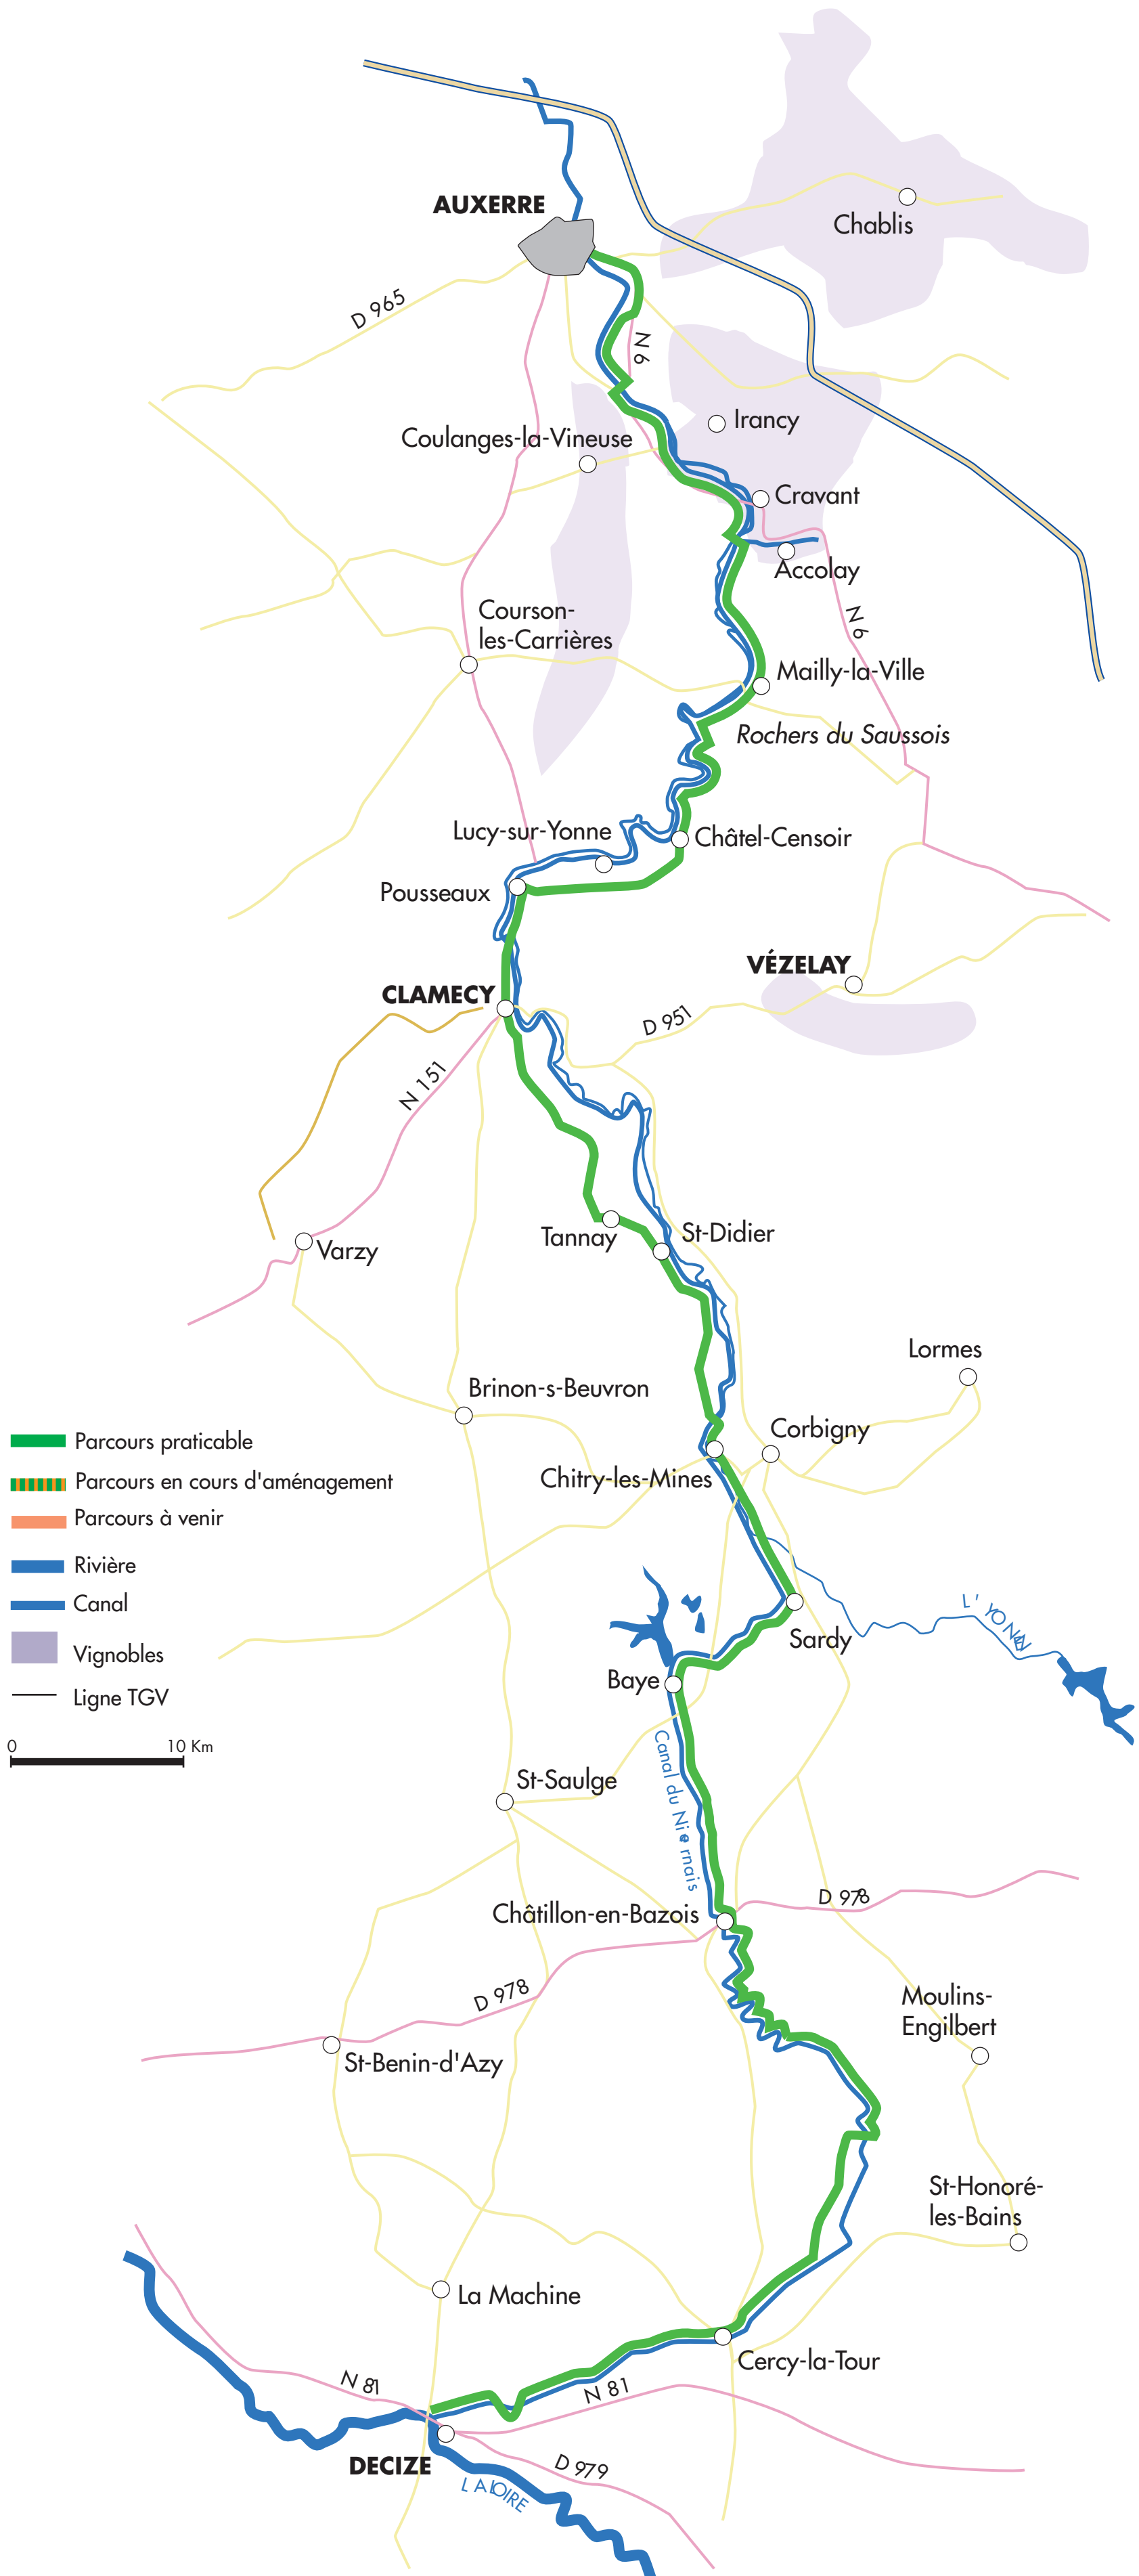 AUXERRE
Chablis
D 965
N 6
Irancy
Coulanges-la-Vineuse
Cravant
Accolay
Courson-
les-Carrières
N 6
Mailly-la-Ville
Rochers du Saussois
Lucy-sur-Yonne
Châtel-Censoir
Pousseaux
VÉZELAY
CLAMECY
D 951
N 151
Tannay
St-Didier
Varzy
Lormes
Brinon-s-Beuvron
Corbigny
Parcours praticable
Chitry-les-Mines
Parcours en cours d'aménagement
Parcours à venir
Rivière
Canal
L'YONNE
Sardy
Vignobles
Baye
Ligne TGV
0 10 Km
Canal du Nivernais
St-Saulge
D 978
Châtillon-en-Bazois
D 978
Moulins-
Engilbert
St-Benin-d'Azy
St-Honoré-
les-Bains
La Machine
Cercy-la-Tour
N 81
N 81
DECIZE
D 979
LA LOIRE